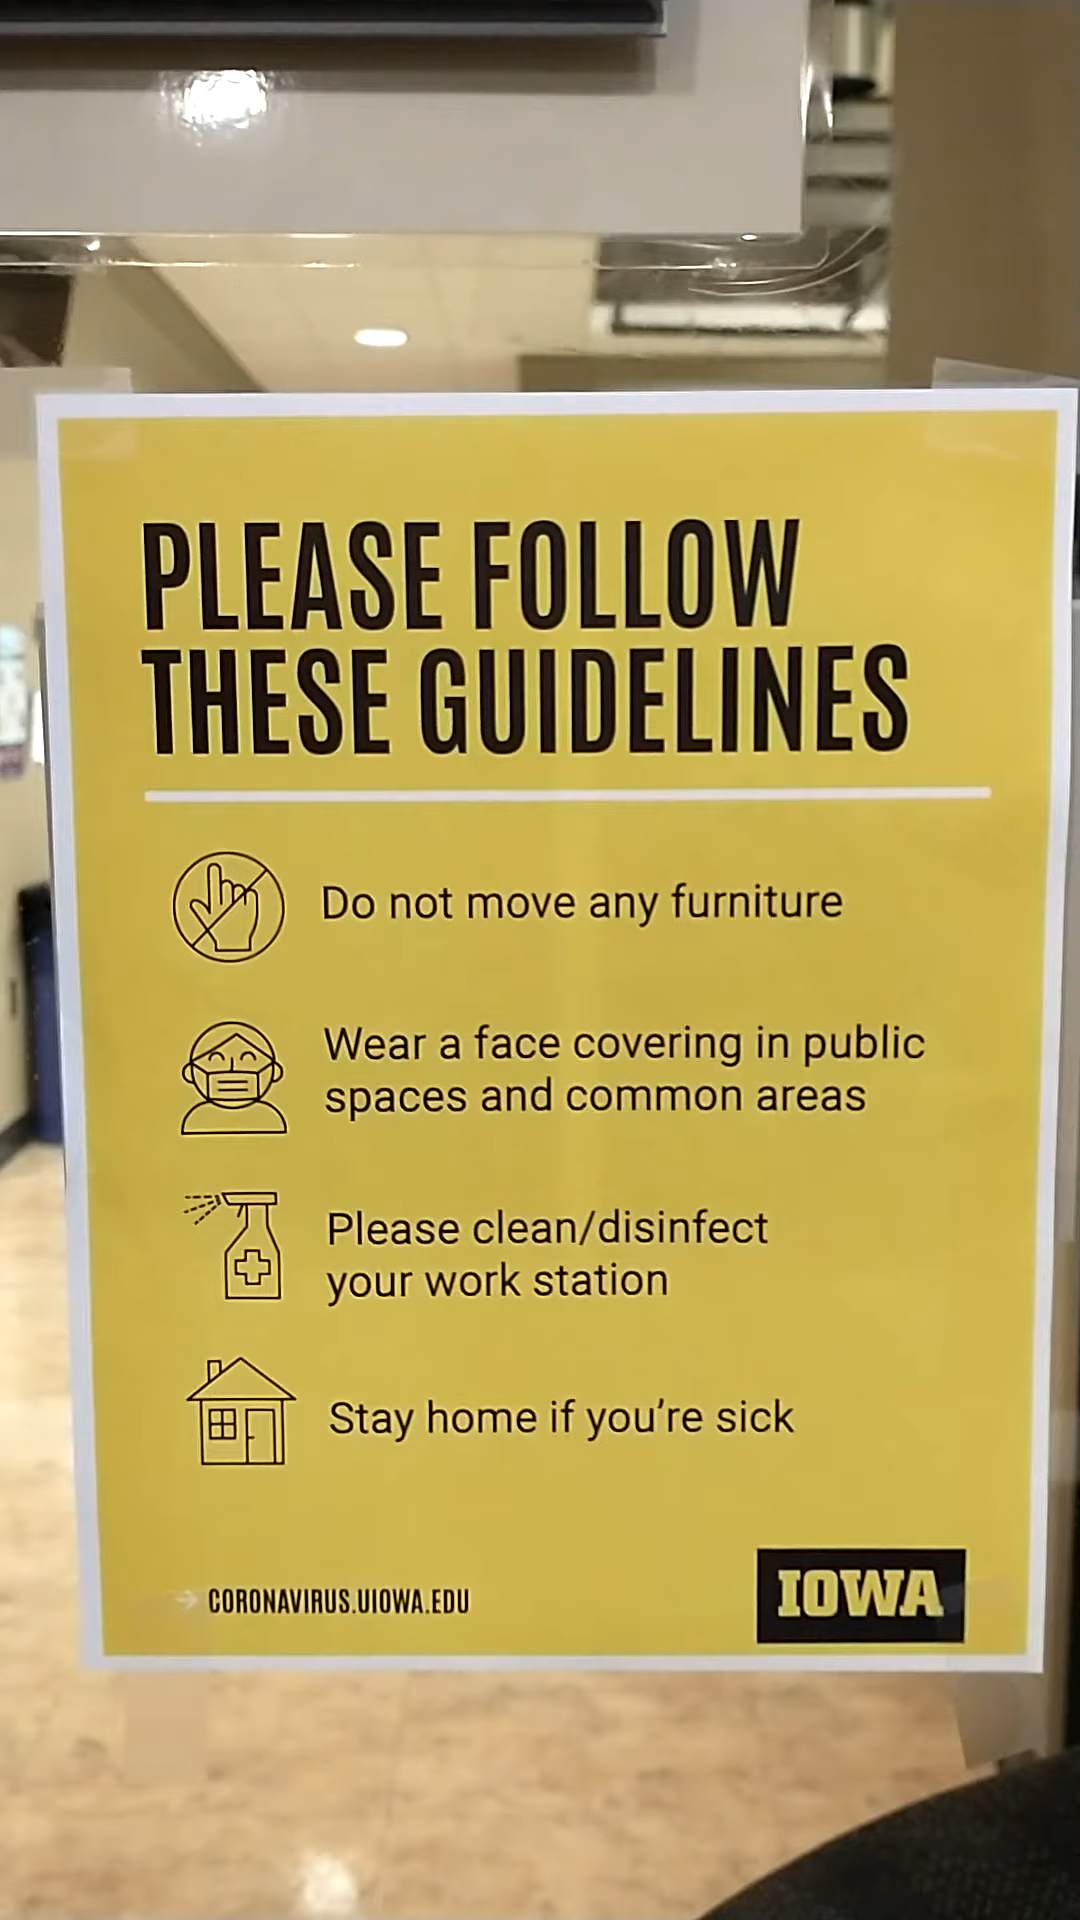 PLEASE FOLLOW
THESE GUIDELINES
Do not move any furniture
Wear a face covering in public
spaces and common areas
Please clean/disinfect
your work station
Stay home if you're sick
CORONAVIRUS.UIOWA.EDU
IOWA